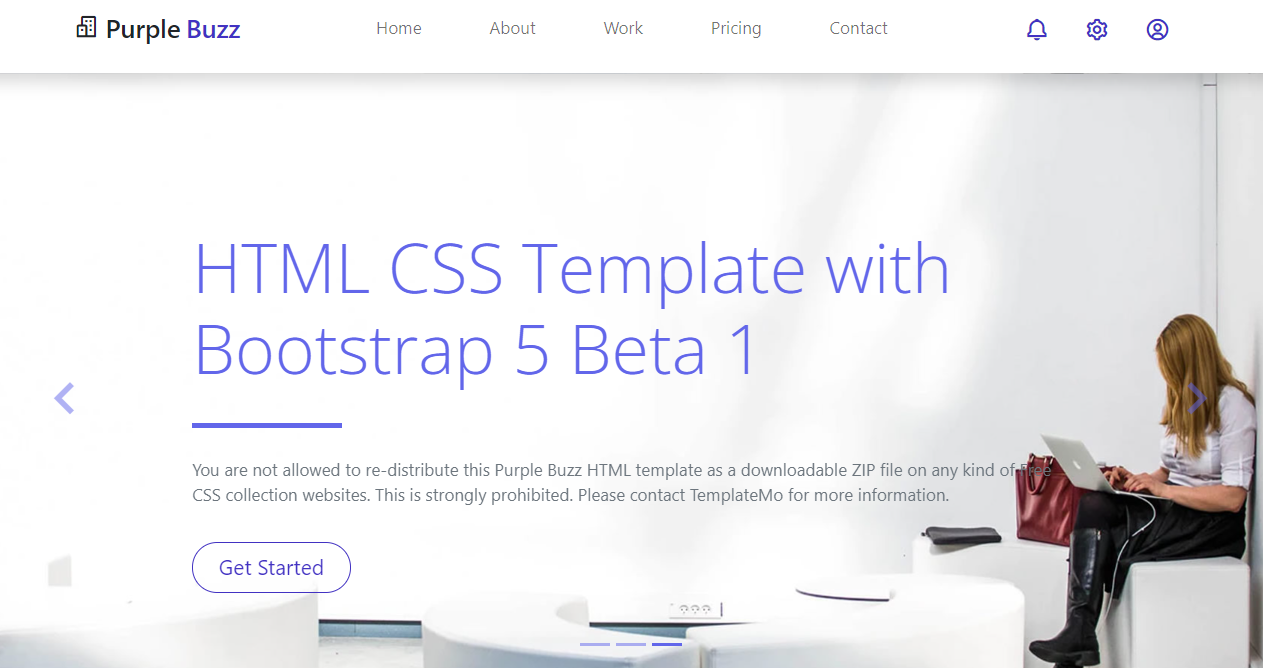 Purple Buzz
Home
About
Work
Pricing
Contact
HTML CSS Template with
Bootstrap 5 Beta 1
You are not allowed to re-distribute this Purple Buzz HTML template as a downloadable ZIP file on any kind of Free
CSS collection websites. This is strongly prohibited. Please contact TemplateMo for more information.
Get Started